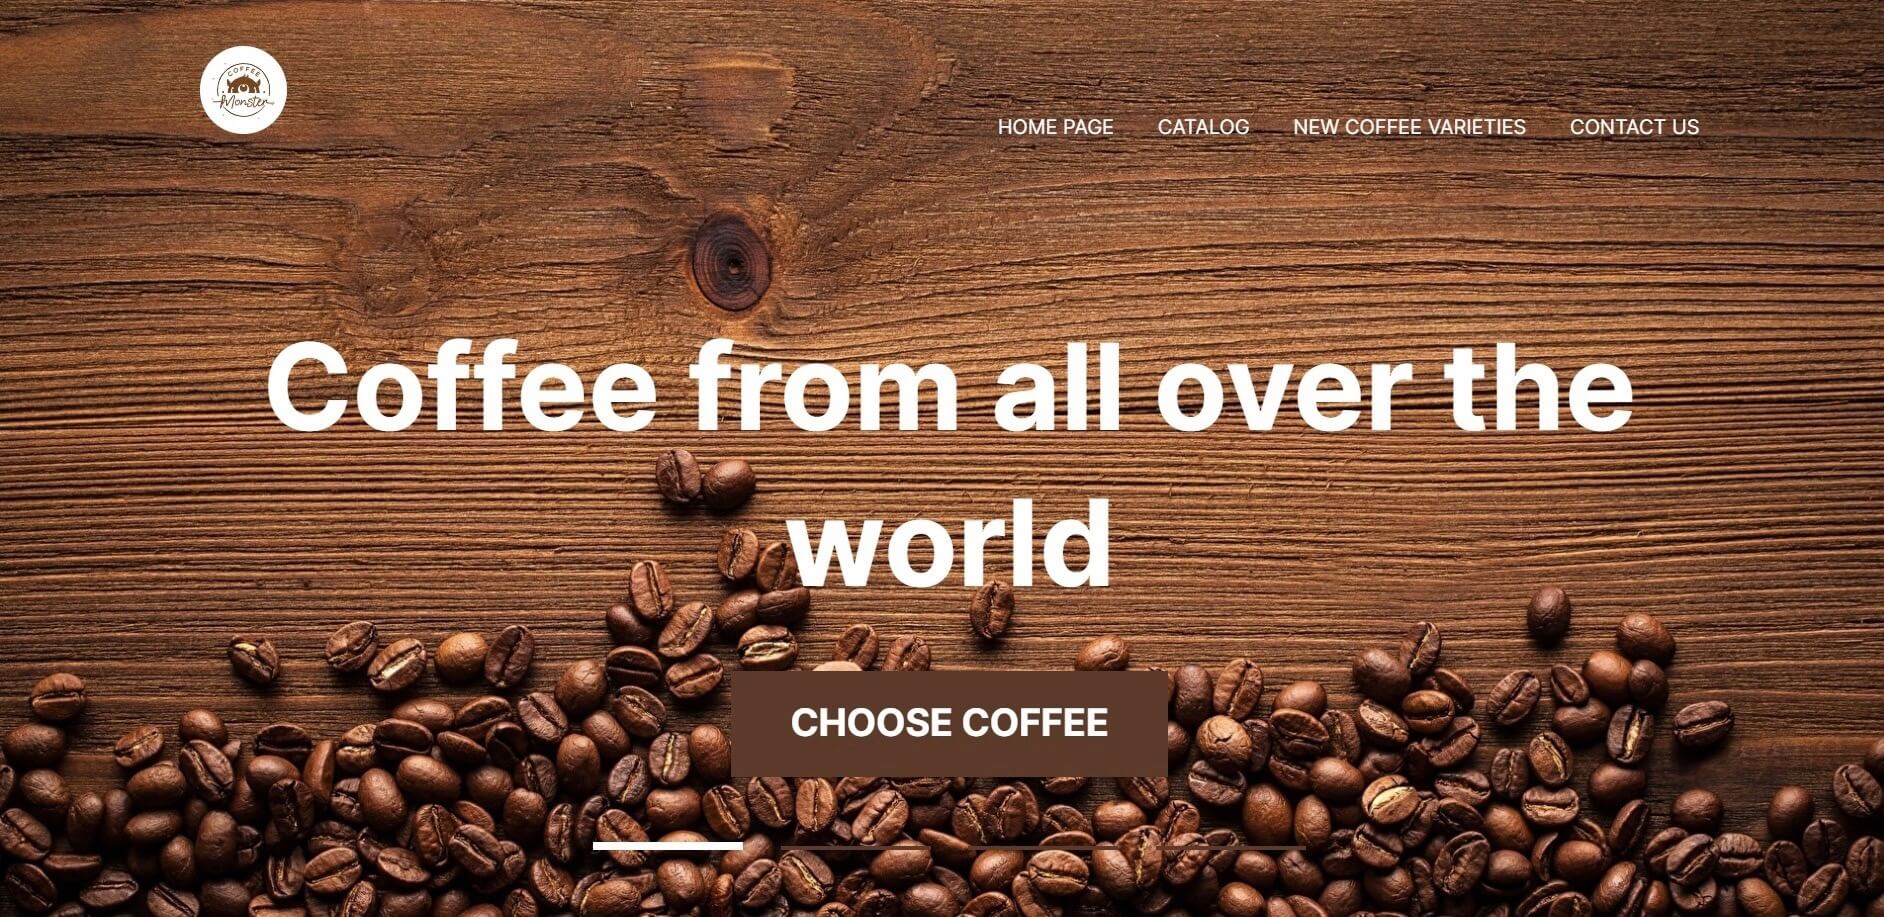 COFFEE
Monster
HOME PAGE CATALOG NEW COFFEE VARIETIES CONTACT US
Coffee from all over the
world
CHOOSE COFFEE